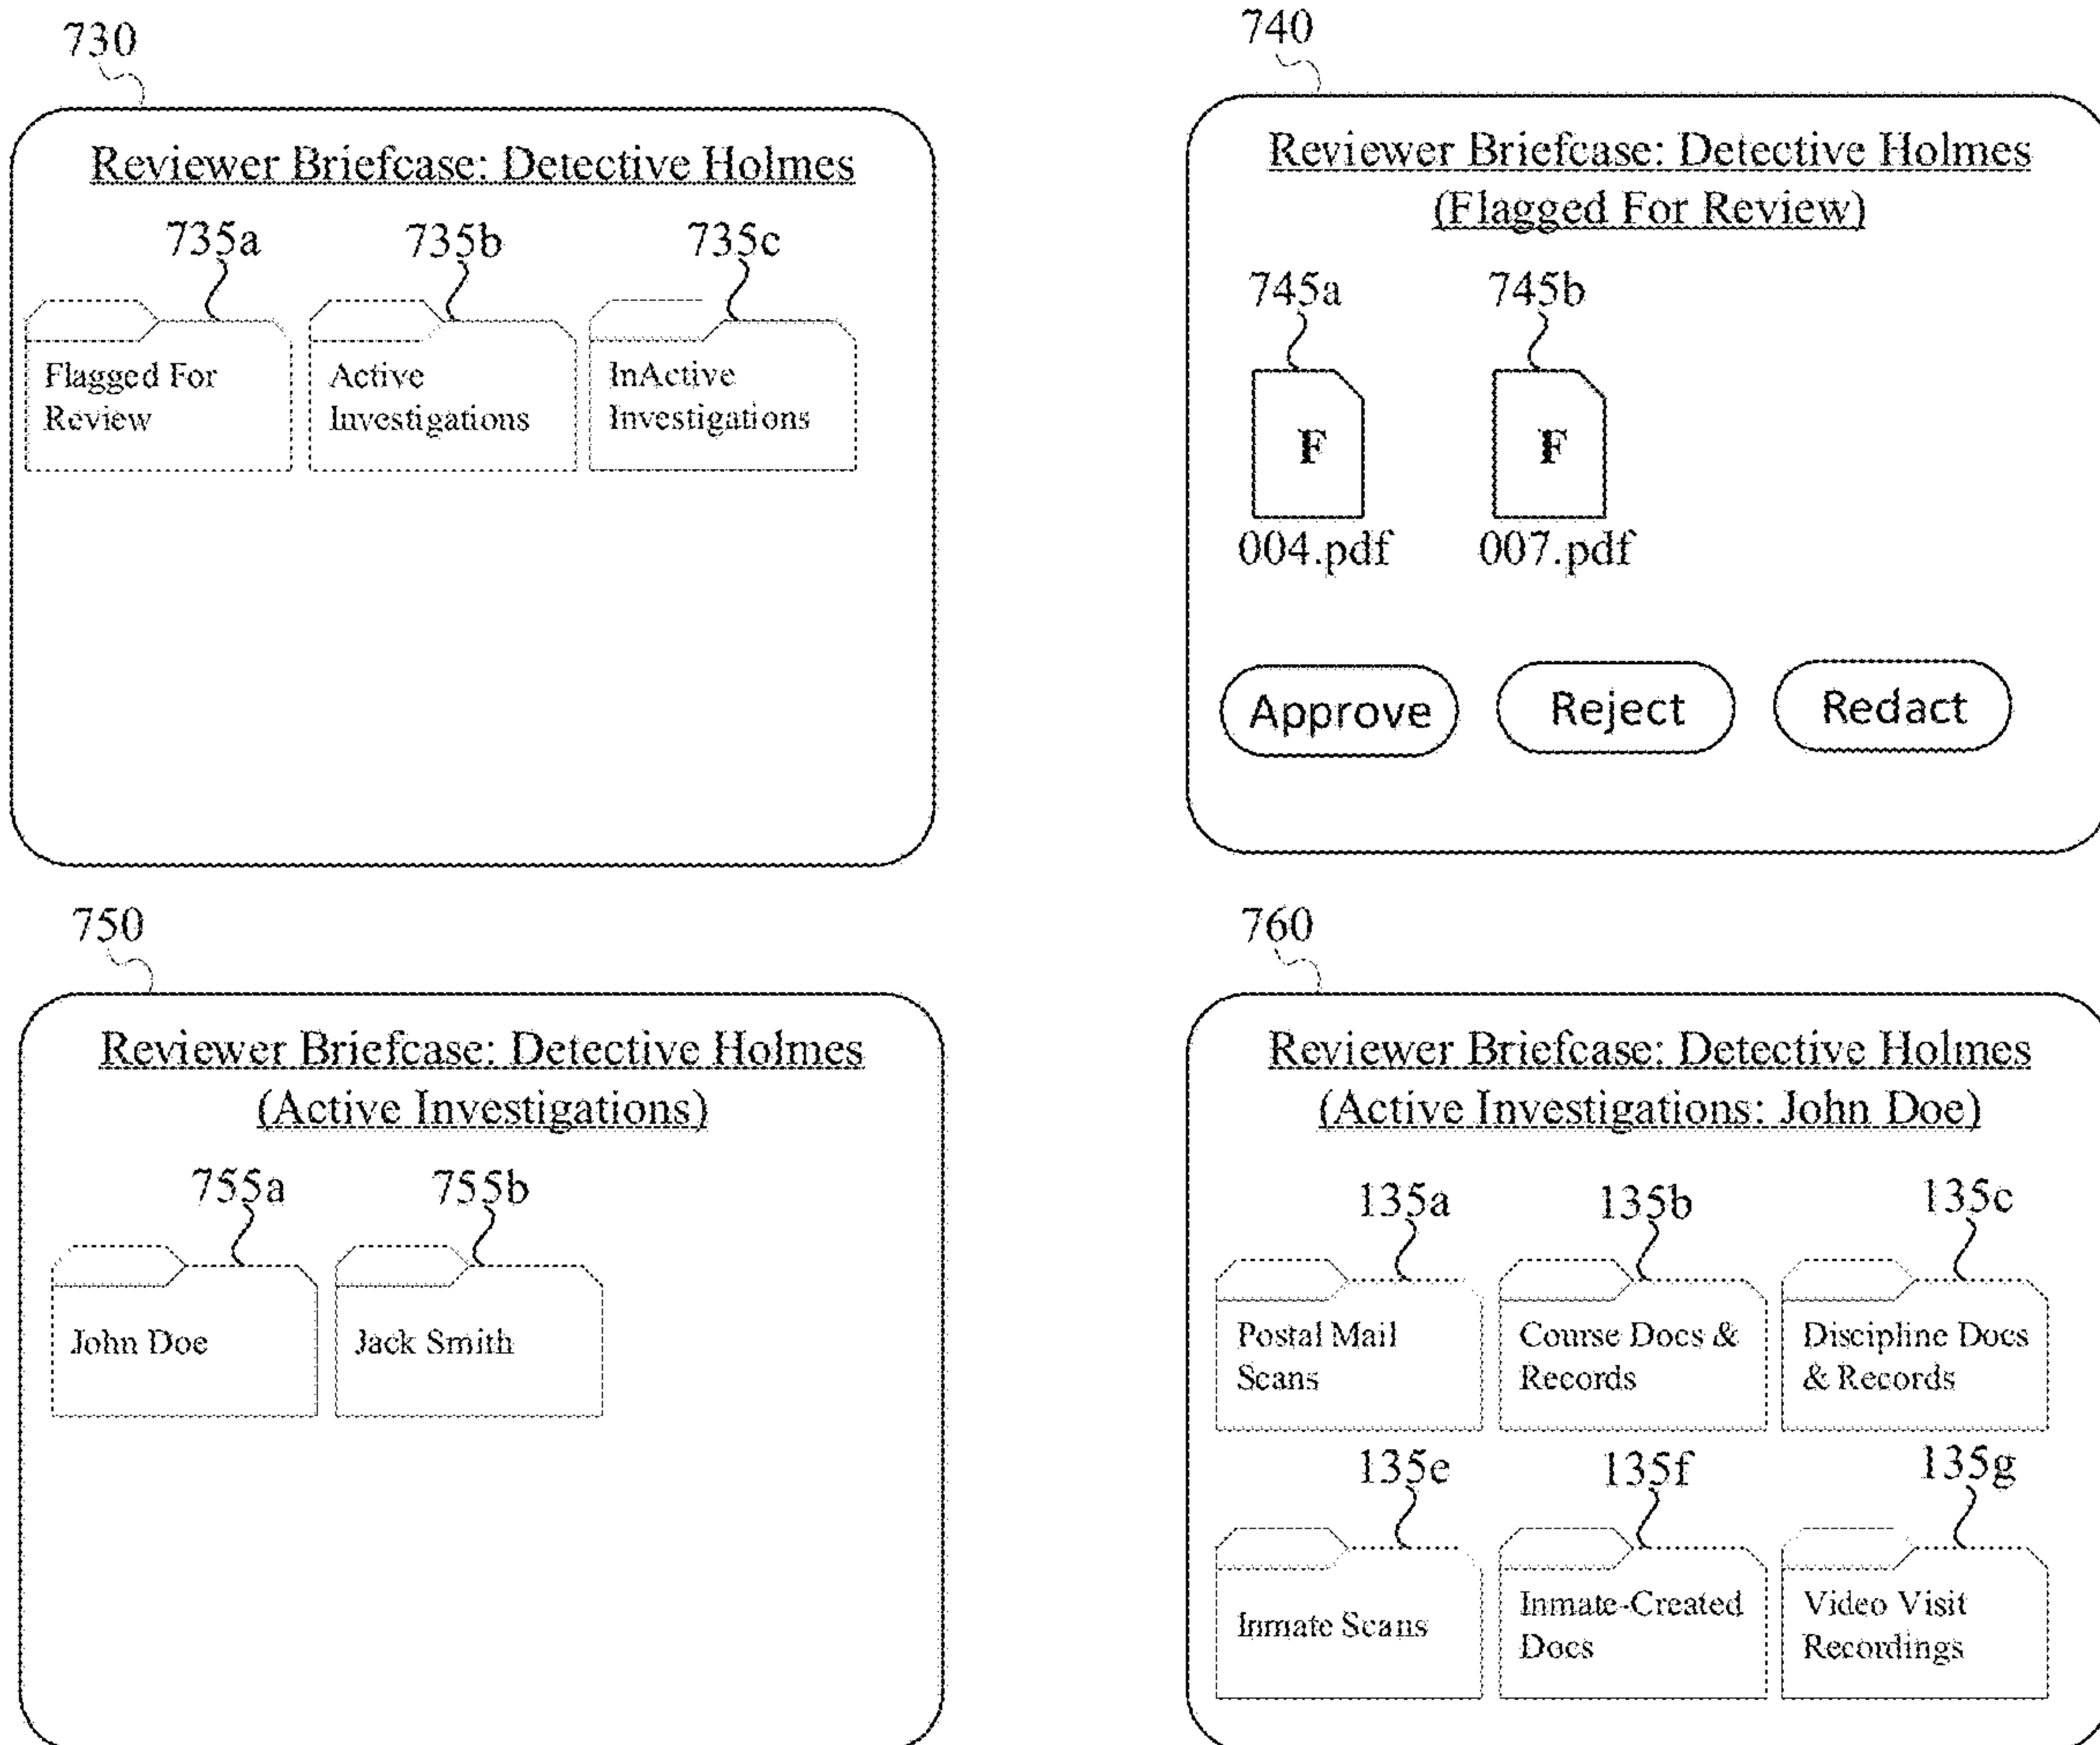 730
Reviewer Briefcase: Detective Holmes
735a 735b 735c
Flagged For
Review
Active
Investigations
InActive
Investigations
740
Reviewer Briefcase: Detective Holmes
(Flagged For Review)
745a 745b
F F
004.pdf 007.pdf
Approve Reject Redact
750
Reviewer Briefcase: Detective Holmes
(Active Investigations)
755a 755b
John Doe
Jack Smith
760
Reviewer Briefcase: Detective Holmes
(Active Investigations: John Doe)
135a 135b 135c
Postal Mail
Scans
Course Docs &
Records
Discipline Docs
& Records
135e 135f 135g
Inmate Scans
Inmate-Created
Docs
Video Visit
Recordings